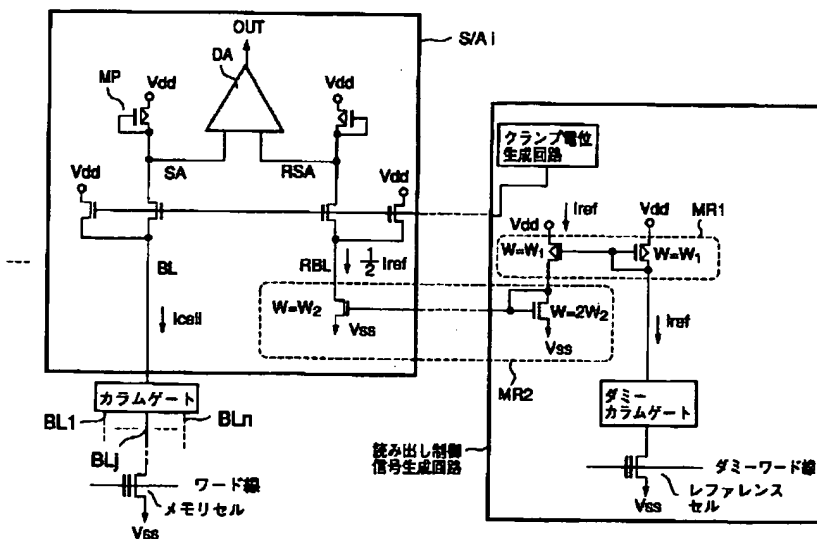 OUT
S/A i
DA
MP
Vdd
Vdd
SA
RSA
Vdd
Vdd
クランプ電位
生成回路
Iref
Vdd
Vdd
MR1
W=W1
W=W1
BL
RBL
1/2 Iref
Icell
W=W2
Vss
W=2W2
Vss
Iref
MR2
カラムゲート
BL1
BLn
BLj
ダミー
カラムゲート
読み出し制御
信号生成回路
ワード線
メモリセル
Vss
ダミーワード線
レファレンス
セル
Vss